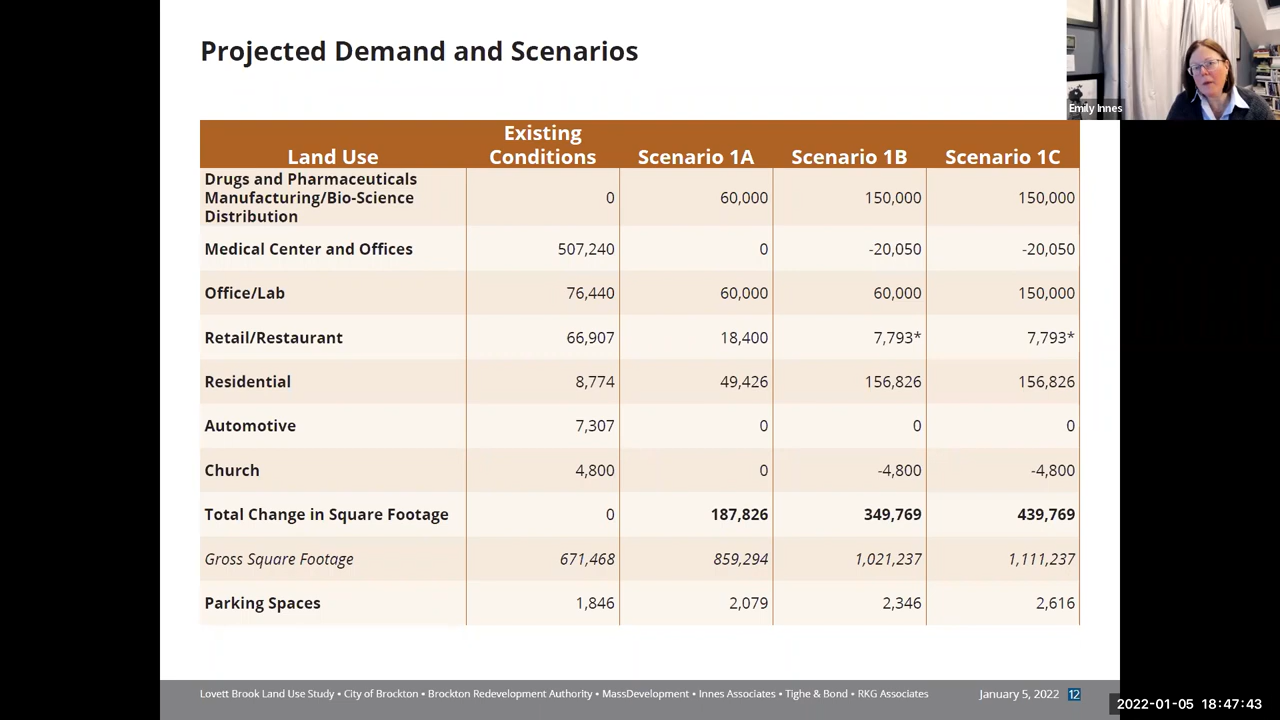 Projected Demand and Scenarios
Emily Innes
Land Use Existing Conditions Scenario 1A Scenario 1B Scenario 1C
Drugs and Pharmaceuticals
Manufacturing/Bio-Science
Distribution 0 60,000 150,000 150,000
Medical Center and Offices 507,240 0 -20,050 -20,050
Office/Lab 76,440 60,000 60,000 150,000
Retail/Restaurant 66,907 18,400 7,793* 7,793*
Residential 8,774 49,426 156,826 156,826
Automotive 7,307 0 0 0
Church 4,800 0 -4,800 -4,800
Total Change in Square Footage 0 187,826 349,769 439,769
Gross Square Footage 671,468 859,294 1,021,237 1,111,237
Parking Spaces 1,846 2,079 2,346 2,616
Lovett Brook Land Use Study • City of Brockton • Brockton Redevelopment Authority • MassDevelopment • Innes Associates • Tighe & Bond • RKG Associates January 5, 2022 12
2022-01-05 18:47:43